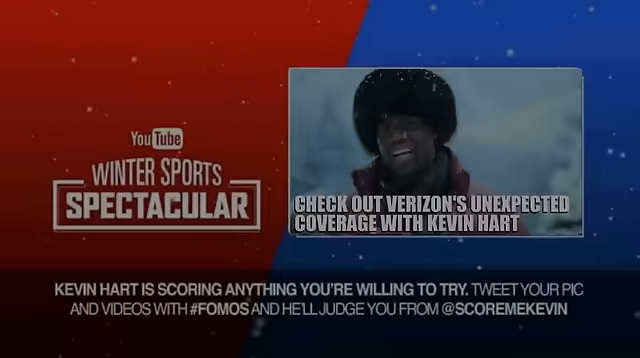 YouTube
WINTER SPORTS
SPECTACULAR
CHECK OUT VERIZON'S UNEXPECTED
COVERAGE WITH KEVIN HART
KEVIN HART IS SCORING ANYTHING YOU'RE WILLING TO TRY. TWEET YOUR PIC
AND VIDEOS WITH #FOMOS AND HE'LL JUDGE YOU FROM @SCOREMEKEVIN